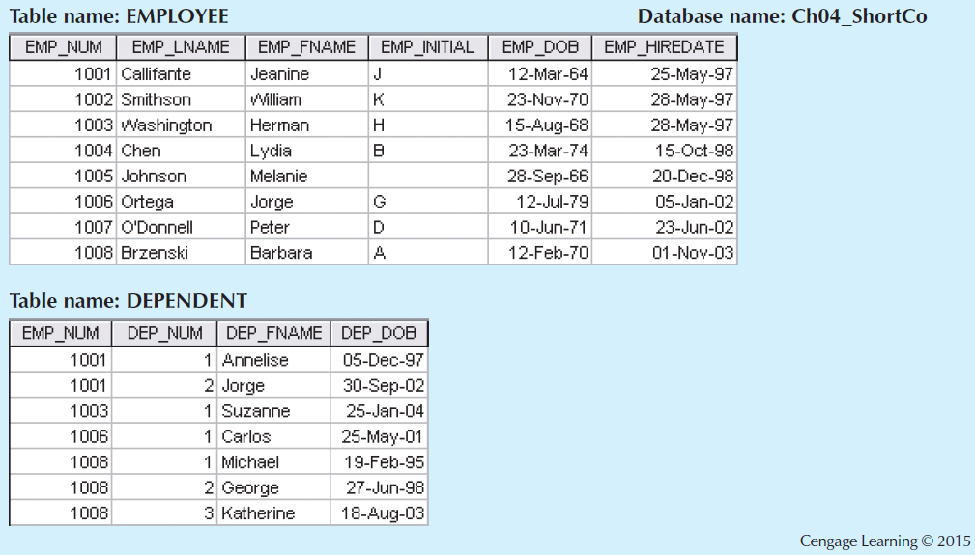 Table name: EMPLOYEE Database name: Ch04_ShortCo
EMP_NUM EMP_LNAME EMP_FNAME EMP_INITIAL EMP_DOB EMP_HIREDATE
1001 Callifante Jeanine J 12-Mar-64 25-May-97
1002 Smithson William K 23-Nov-70 28-May-97
1003 Washington Herman H 15-Aug-68 28-May-97
1004 Chen Lydia B 23-Mar-74 15-Oct-98
1005 Johnson Melanie 28-Sep-66 20-Dec-98
1006 Ortega Jorge G 12-Jul-79 05-Jan-02
1007 O'Donnell Peter D 10-Jun-71 23-Jun-02
1008 Brzenski Barbara A 12-Feb-70 01-Nov-03
Table name: DEPENDENT
EMP_NUM DEP_NUM DEP_FNAME DEP_DOB
1001 1 Annelise 05-Dec-97
1001 2 Jorge 30-Sep-02
1003 1 Suzanne 25-Jan-04
1006 1 Carlos 25-May-01
1008 1 Michael 19-Feb-95
1008 2 George 27-Jun-98
1008 3 Katherine 18-Aug-03
Cengage Learning © 2015